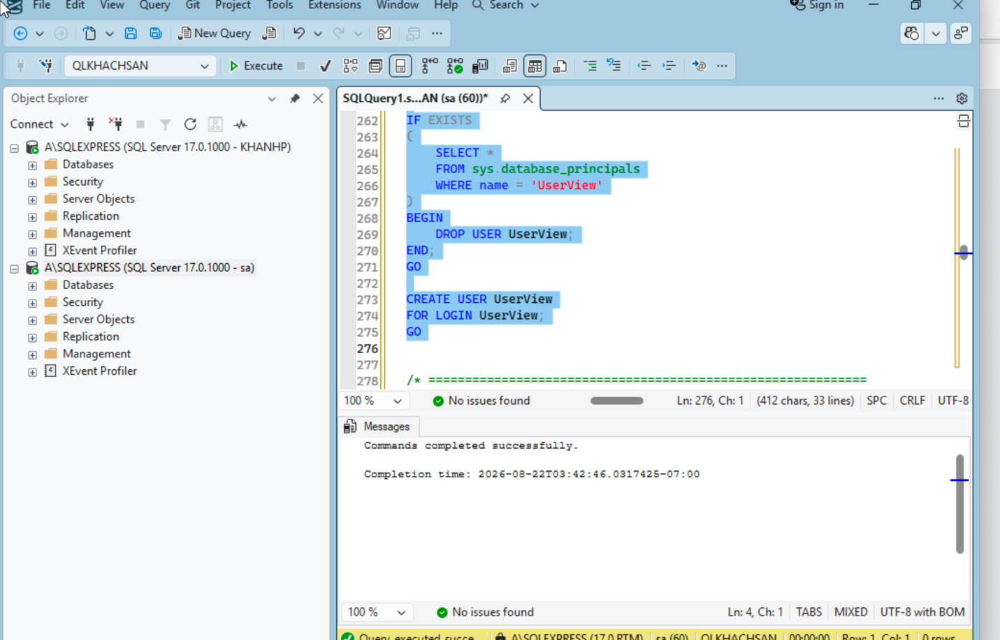 File Edit View Query Git Project Tools Extensions Window Help Search Sign in
New Query
QLKHACHSAN Execute
Object Explorer
Connect
A\SQLEXPRESS (SQL Server 17.0.1000 - KHANHP)
Databases
Security
Server Objects
Replication
Management
XEvent Profiler
A\SQLEXPRESS (SQL Server 17.0.1000 - sa)
Databases
Security
Server Objects
Replication
Management
XEvent Profiler
SQLQuery1.s...AN (sa (60))*
262 IF EXISTS
263 (
264 SELECT *
265 FROM sys.database_principals
266 WHERE name = 'UserView'
267 )
268 BEGIN
269 DROP USER UserView;
270 END;
271 GO
272
273 CREATE USER UserView
274 FOR LOGIN UserView;
275 GO
276
277
278 /* ============================================================
100 % No issues found Ln: 276, Ch: 1 (412 chars, 33 lines) SPC CRLF UTF-8
Messages
Commands completed successfully.
Completion time: 2026-08-22T03:42:46.0317425-07:00
100 % No issues found Ln: 4, Ch: 1 TABS MIXED UTF-8 with BOM
Query executed succe... A\SQLEXPRESS (17.0 RTM) sa (60) QLKHACHSAN 00:00:00 Row: 1, Col: 1 0 rows